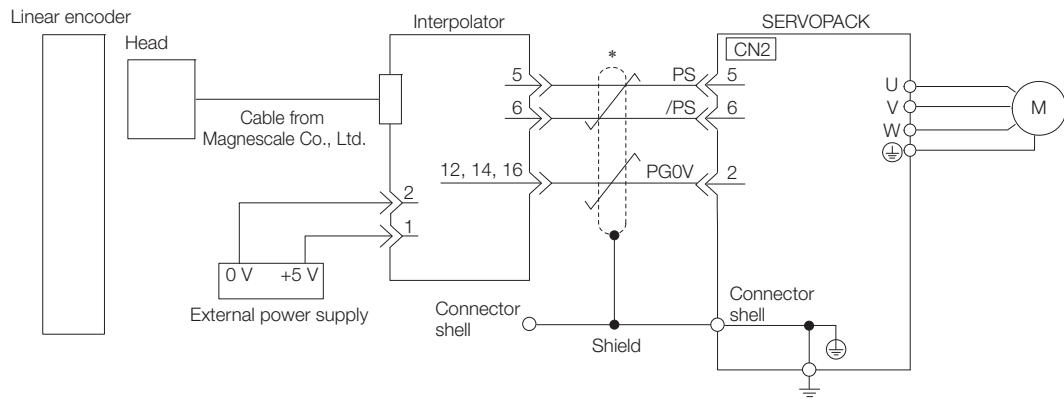 Linear encoder
Head
Interpolator
SERVOPACK
CN2
*
5
PS
5
6
/PS
6
Cable from
Magnescale Co., Ltd.
12, 14, 16
PG0V
2
2
1
0 V
+5 V
External power supply
Connector
shell
Shield
Connector
shell
U
V
W
M